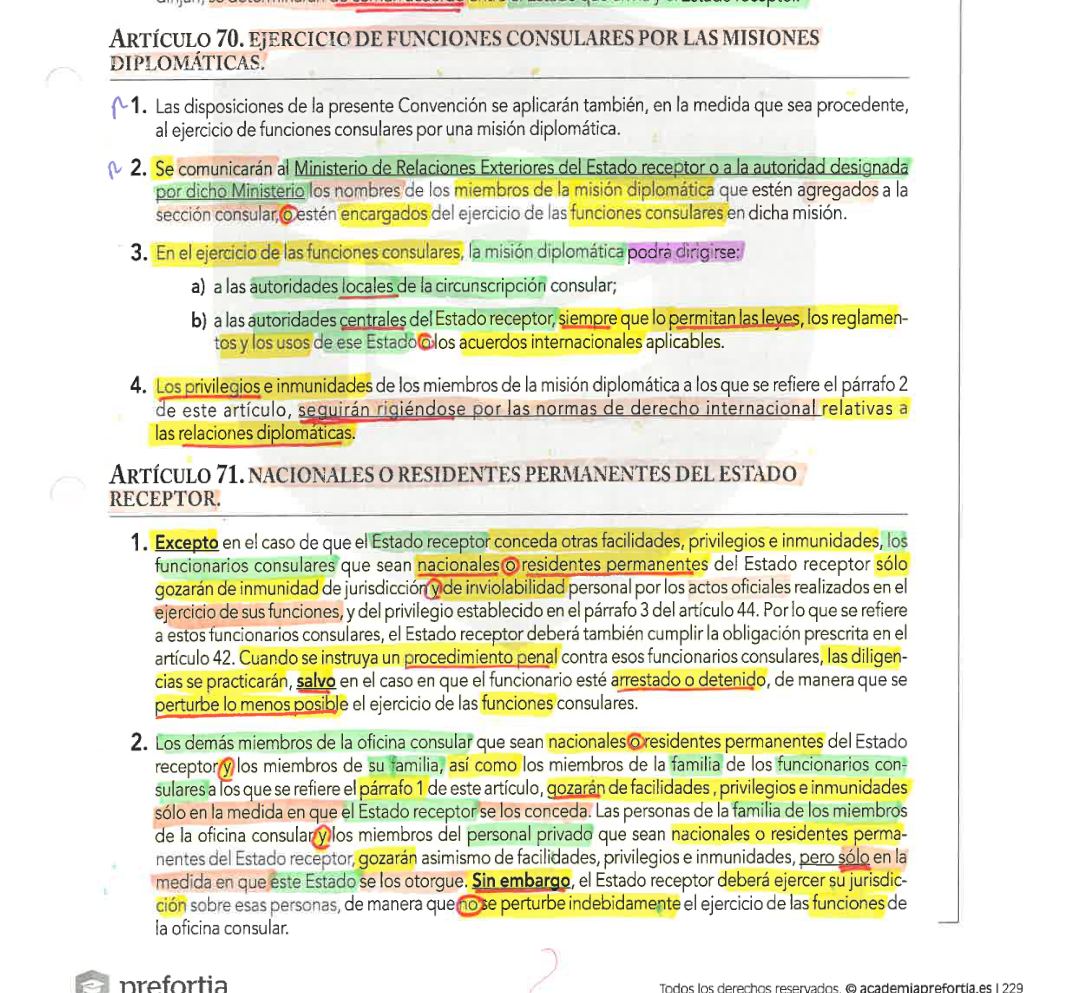 dirijan, se determinarán de común acuerdo entre el Estado que envía y el Estado receptor.
ARTÍCULO 70. EJERCICIO DE FUNCIONES CONSULARES POR LAS MISIONES
DIPLOMÁTICAS.
1. Las disposiciones de la presente Convención se aplicarán también, en la medida que sea procedente,
al ejercicio de funciones consulares por una misión diplomática.
2. Se comunicarán al Ministerio de Relaciones Exteriores del Estado receptor o a la autoridad designada
por dicho Ministerio los nombres de los miembros de la misión diplomática que estén agregados a la
sección consular, o estén encargados del ejercicio de las funciones consulares en dicha misión.
3. En el ejercicio de las funciones consulares, la misión diplomática podrá dirigirse:
a) a las autoridades locales de la circunscripción consular;
b) a las autoridades centrales del Estado receptor, siempre que lo permitan las leyes, los reglamen-
tos y los usos de ese Estado o los acuerdos internacionales aplicables.
4. Los privilegios e inmunidades de los miembros de la misión diplomática a los que se refiere el párrafo 2
de este artículo, seguirán rigiéndose por las normas de derecho internacional relativas a
las relaciones diplomáticas.
ARTÍCULO 71. NACIONALES O RESIDENTES PERMANENTES DEL ESTADO
RECEPTOR.
1. Excepto en el caso de que el Estado receptor conceda otras facilidades, privilegios e inmunidades, los
funcionarios consulares que sean nacionales o residentes permanentes del Estado receptor sólo
gozarán de inmunidad de jurisdicción y de inviolabilidad personal por los actos oficiales realizados en el
ejercicio de sus funciones, y del privilegio establecido en el párrafo 3 del artículo 44. Por lo que se refiere
a estos funcionarios consulares, el Estado receptor deberá también cumplir la obligación prescrita en el
artículo 42. Cuando se instruya un procedimiento penal contra esos funcionarios consulares, las diligen-
cias se practicarán, salvo en el caso en que el funcionario esté arrestado o detenido, de manera que se
perturbe lo menos posible el ejercicio de las funciones consulares.
2. Los demás miembros de la oficina consular que sean nacionales o residentes permanentes del Estado
receptor y los miembros de su familia, así como los miembros de la familia de los funcionarios con-
sulares a los que se refiere el párrafo 1 de este artículo, gozarán de facilidades, privilegios e inmunidades
sólo en la medida en que el Estado receptor se los conceda. Las personas de la familia de los miembros
de la oficina consular y los miembros del personal privado que sean nacionales o residentes perma-
nentes del Estado receptor, gozarán asimismo de facilidades, privilegios e inmunidades, pero sólo en la
medida en que este Estado se los otorgue. Sin embargo, el Estado receptor deberá ejercer su jurisdic-
ción sobre esas personas, de manera que no se perturbe indebidamente el ejercicio de las funciones de
la oficina consular.
prefortia
Todos los derechos reservados. © academiaprefortia.es | 229